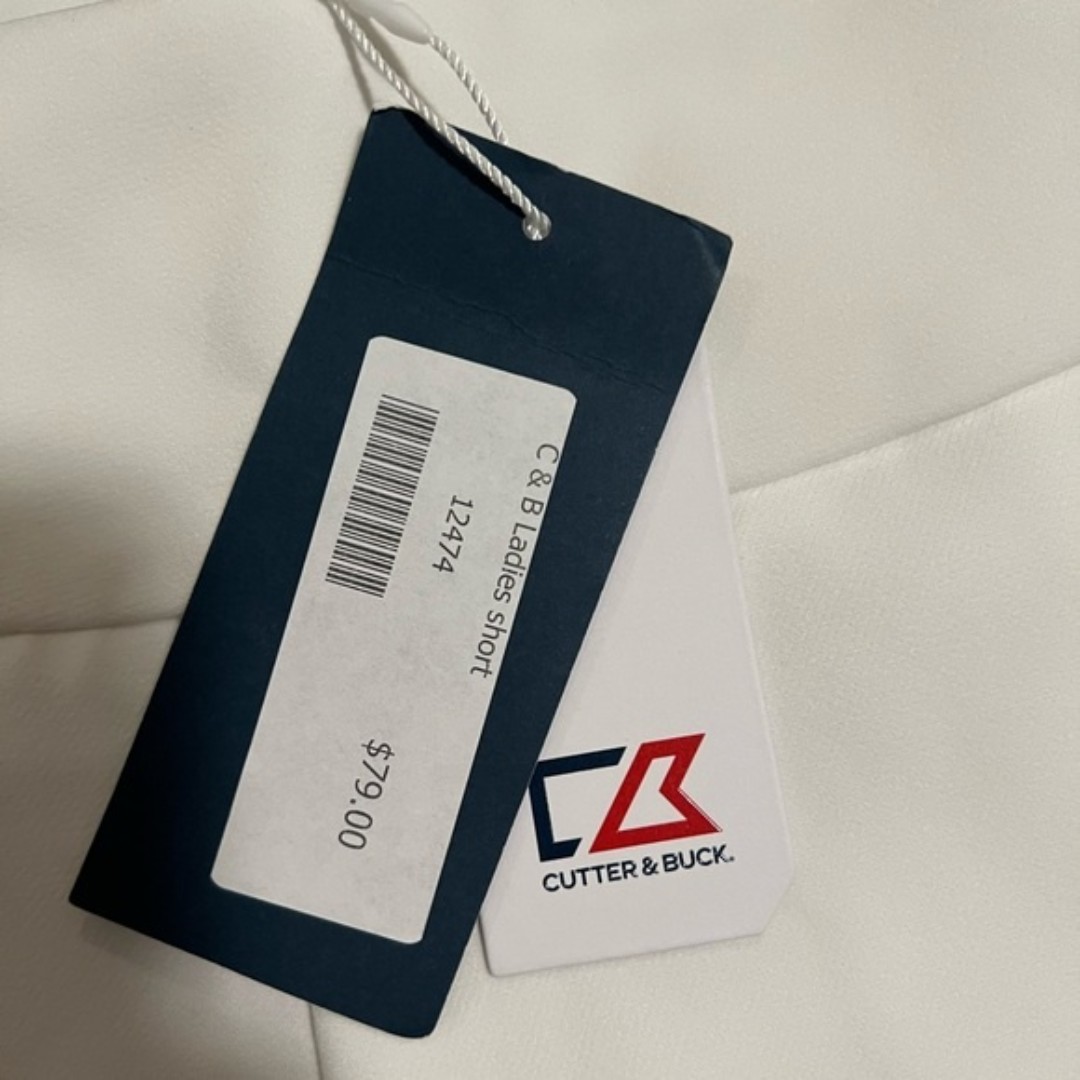 C & B Ladies short
12474
$79.00
CB
CUTTER & BUCK.